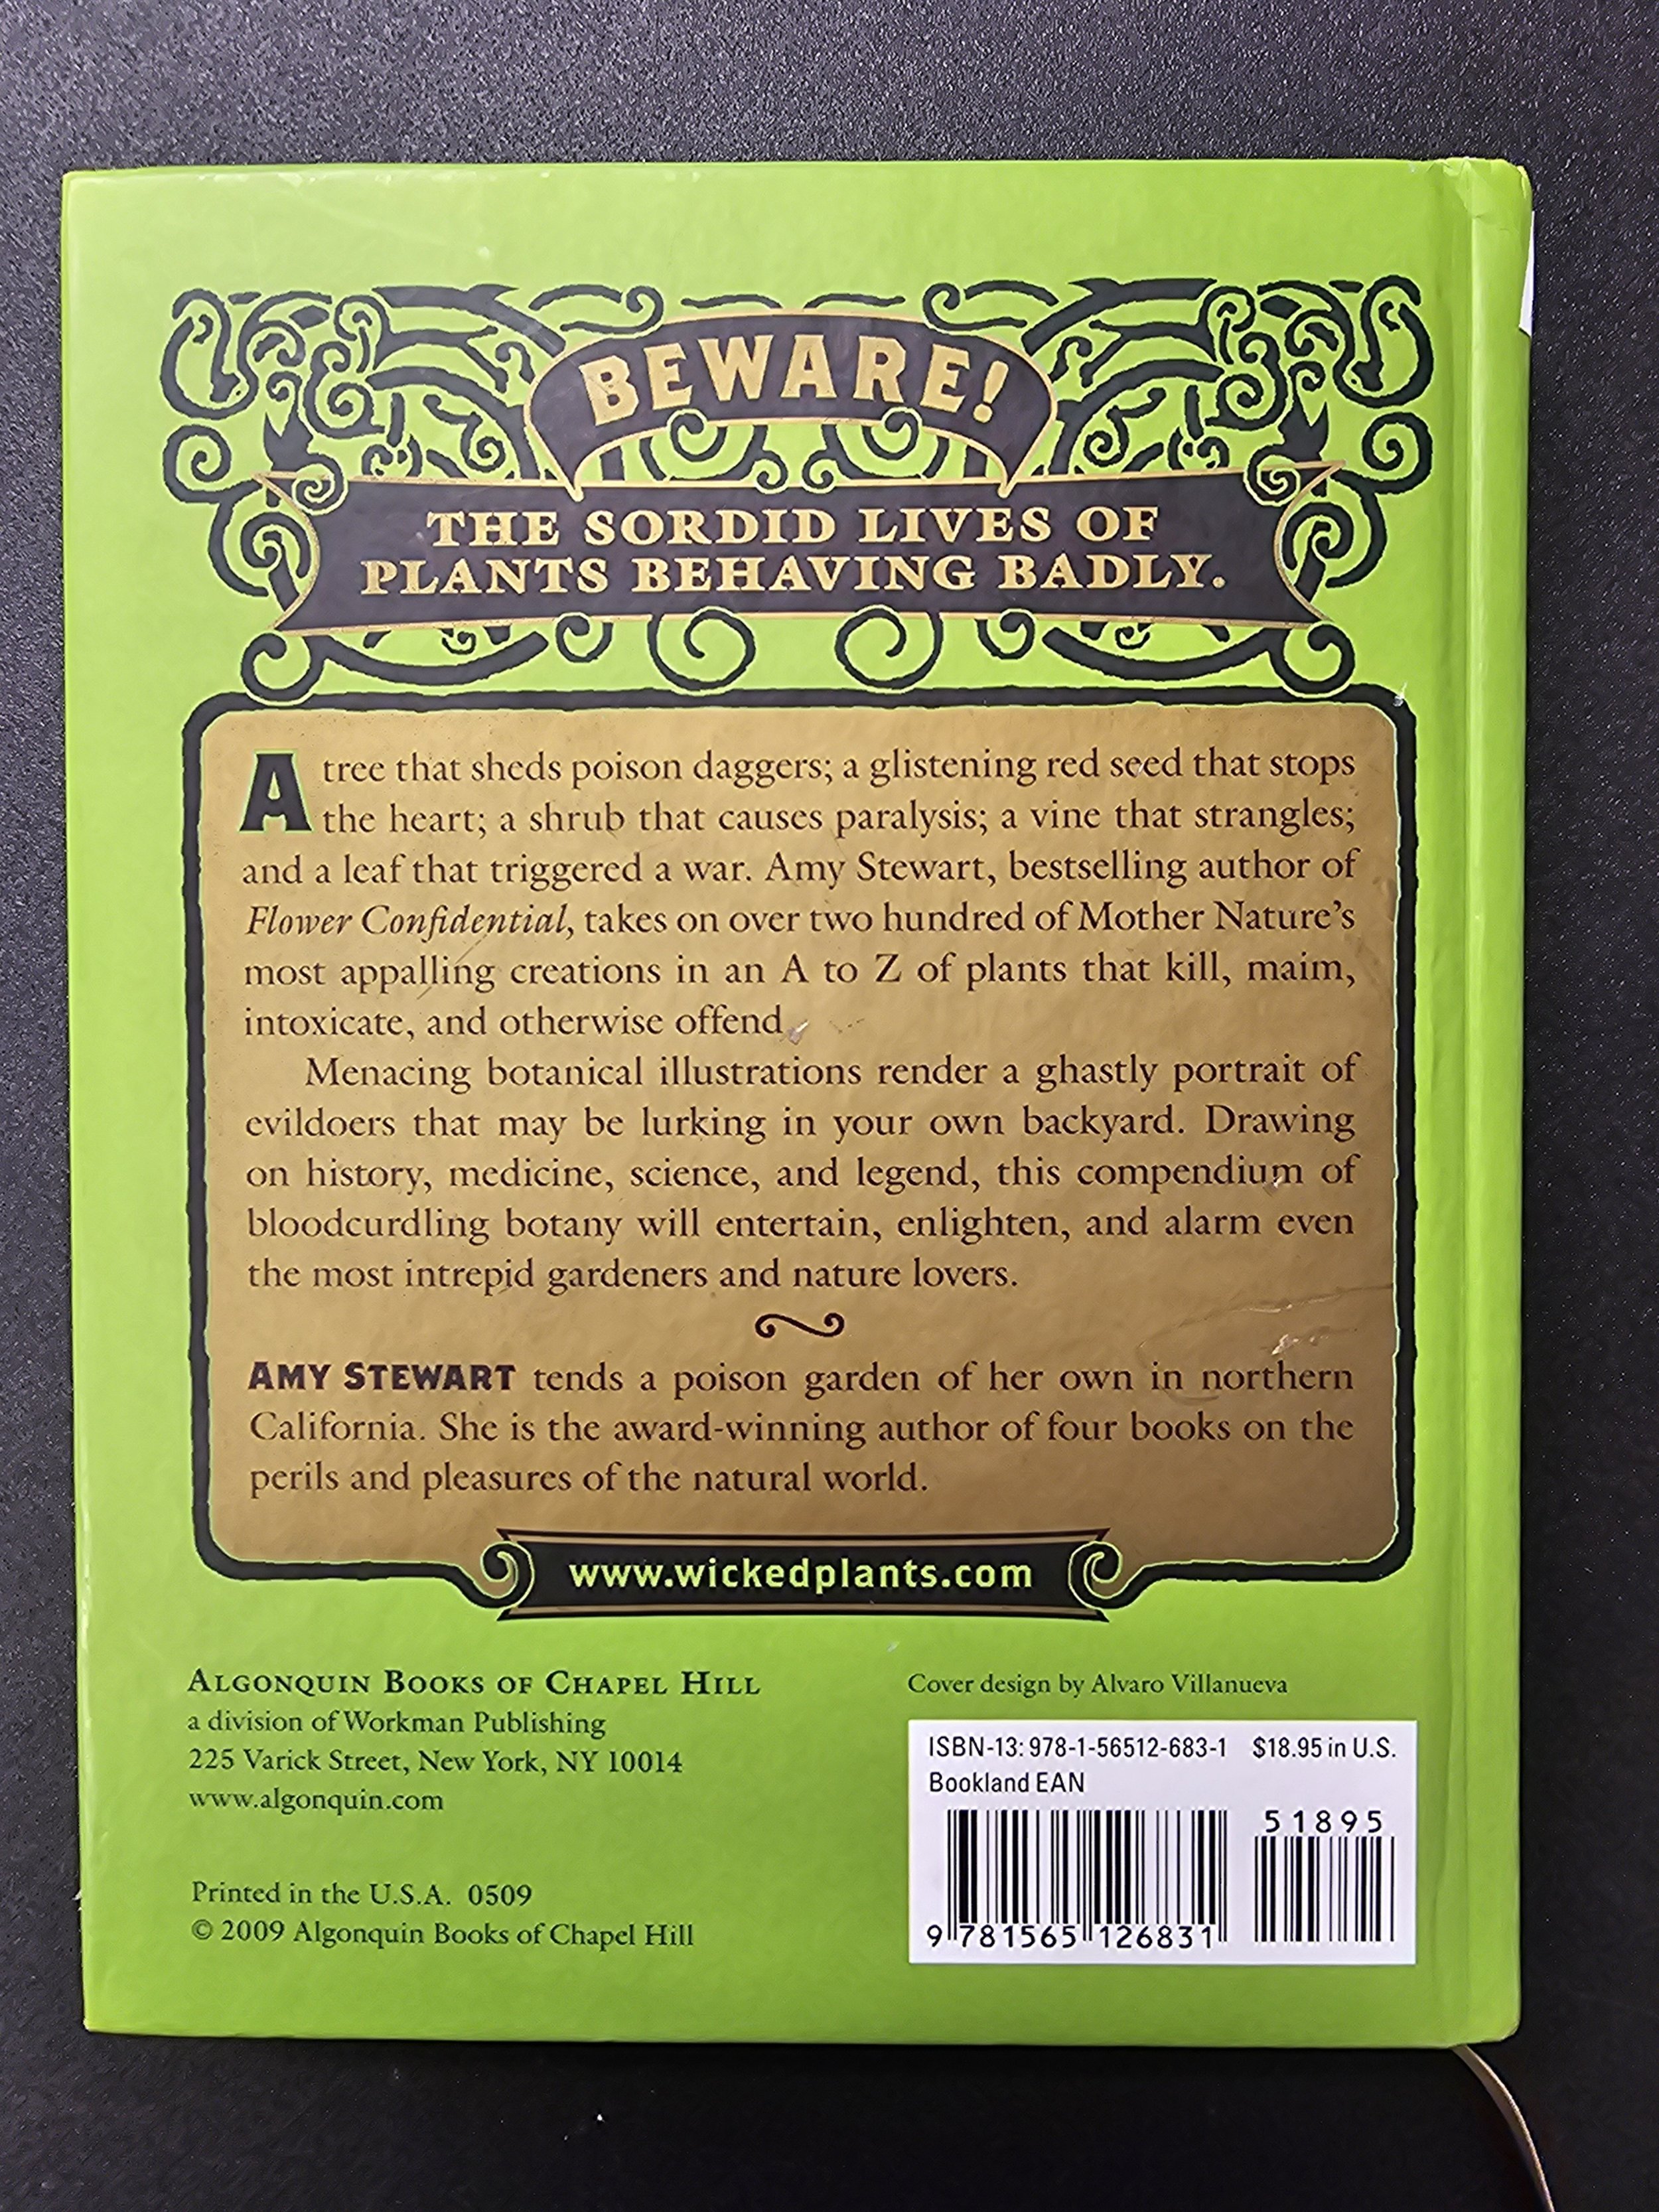 BEWARE!
THE SORDID LIVES OF
PLANTS BEHAVING BADLY.
A tree that sheds poison daggers; a glistening red seed that stops
the heart; a shrub that causes paralysis; a vine that strangles;
and a leaf that triggered a war. Amy Stewart, bestselling author of
Flower Confidential, takes on over two hundred of Mother Nature's
most appalling creations in an A to Z of plants that kill, maim,
intoxicate, and otherwise offend.
Menacing botanical illustrations render a ghastly portrait of
evildoers that may be lurking in your own backyard. Drawing
on history, medicine, science, and legend, this compendium of
bloodcurdling botany will entertain, enlighten, and alarm even
the most intrepid gardeners and nature lovers.
AMY STEWART tends a poison garden of her own in northern
California. She is the award-winning author of four books on the
perils and pleasures of the natural world.
www.wickedplants.com
ALGONQUIN BOOKS OF CHAPEL HILL
a division of Workman Publishing
225 Varick Street, New York, NY 10014
www.algonquin.com
Printed in the U.S.A. 0509
© 2009 Algonquin Books of Chapel Hill
Cover design by Alvaro Villanueva
ISBN-13: 978-1-56512-683-1 $18.95 in U.S.
Bookland EAN
51895
9 781565 126831